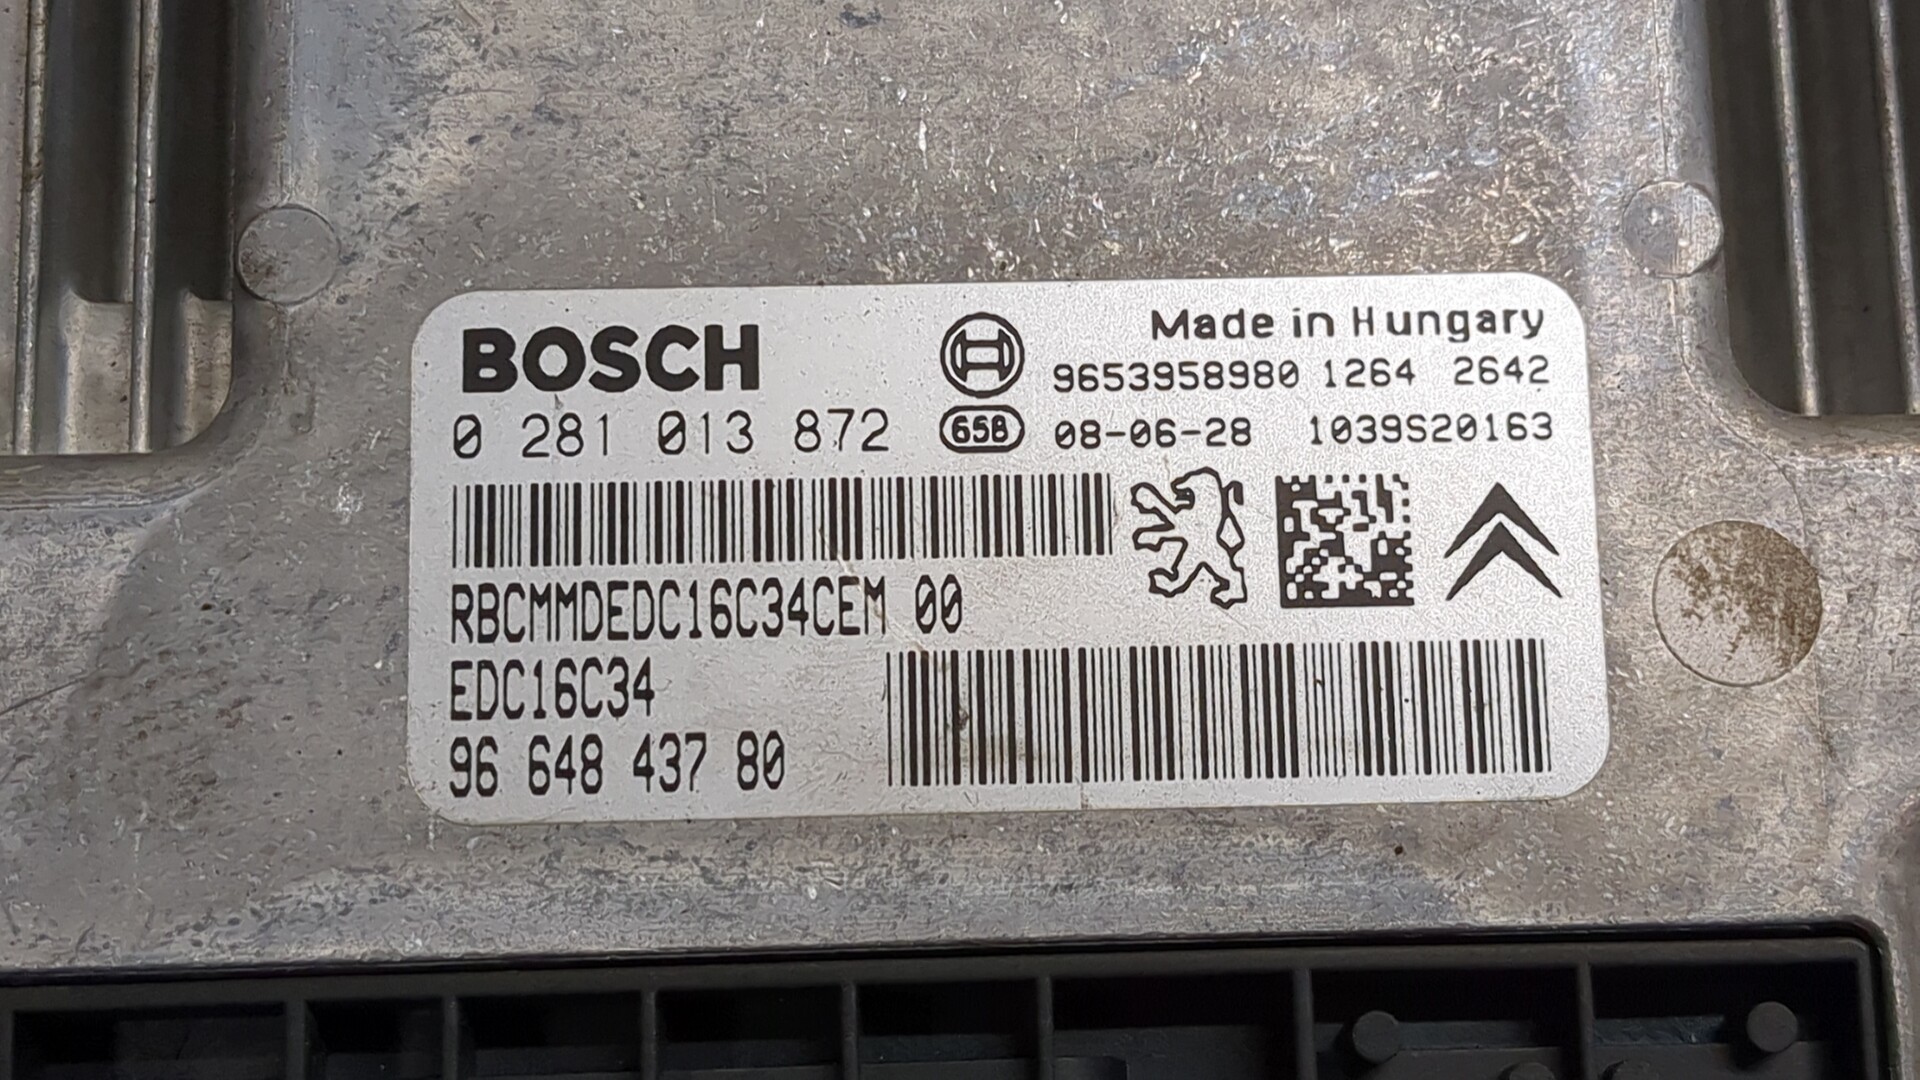 BOSCH
Made in Hungary
9653958980 1264 2642
0 281 013 872
658 08-06-28 1039S20163
RBCMMDEDC16C34CEM 00
EDC16C34
96 648 437 80